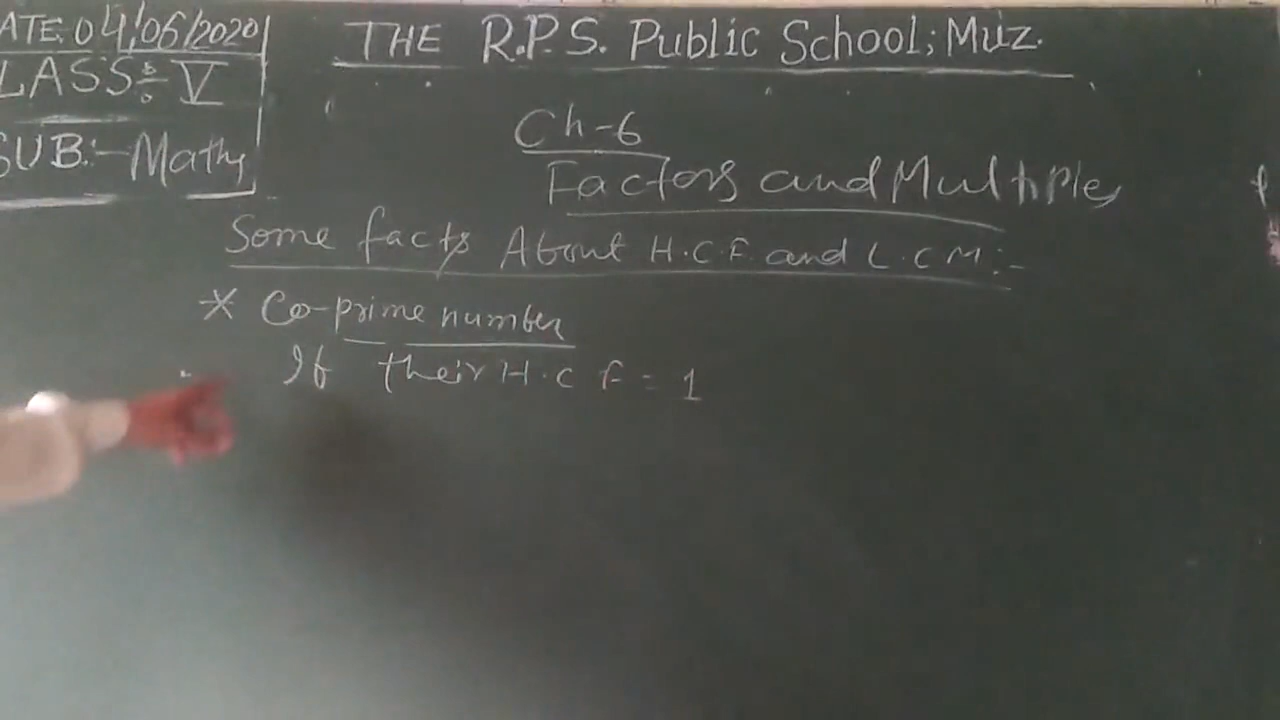 ATE:04/06/2020
LASS:- V
SUB:-Maths
THE R.P.S. Public School; Muz.
Ch-6
Factors and Multiples
Some facts About H.C.F. and L.C.M:-
* Co-prime number
If their H.C F = 1